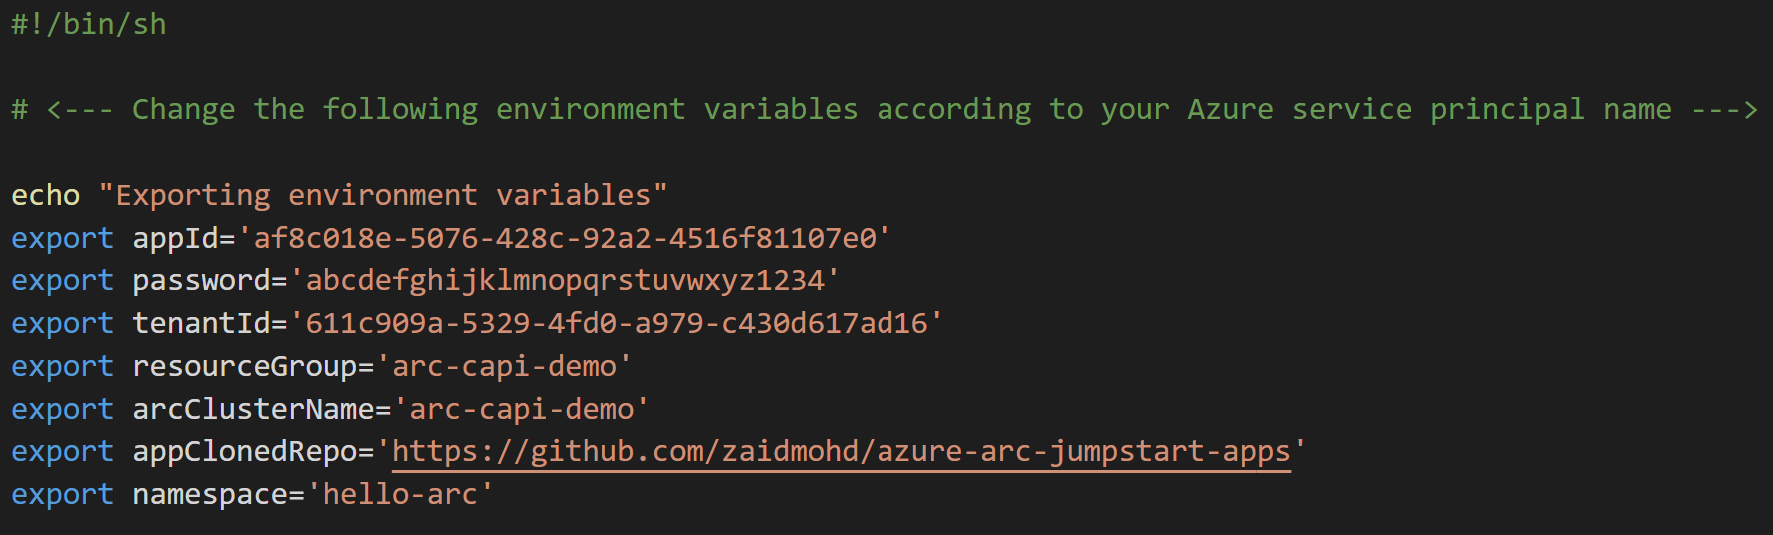 #!/bin/sh
# <--- Change the following environment variables according to your Azure service principal name --->
echo "Exporting environment variables"
export appId='af8c018e-5076-428c-92a2-4516f81107e0'
export password='abcdefghijklmnopqrstuvwxyz1234'
export tenantId='611c909a-5329-4fd0-a979-c430d617ad16'
export resourceGroup='arc-capi-demo'
export arcClusterName='arc-capi-demo'
export appClonedRepo='https://github.com/zaidmohd/azure-arc-jumpstart-apps'
export namespace='hello-arc'